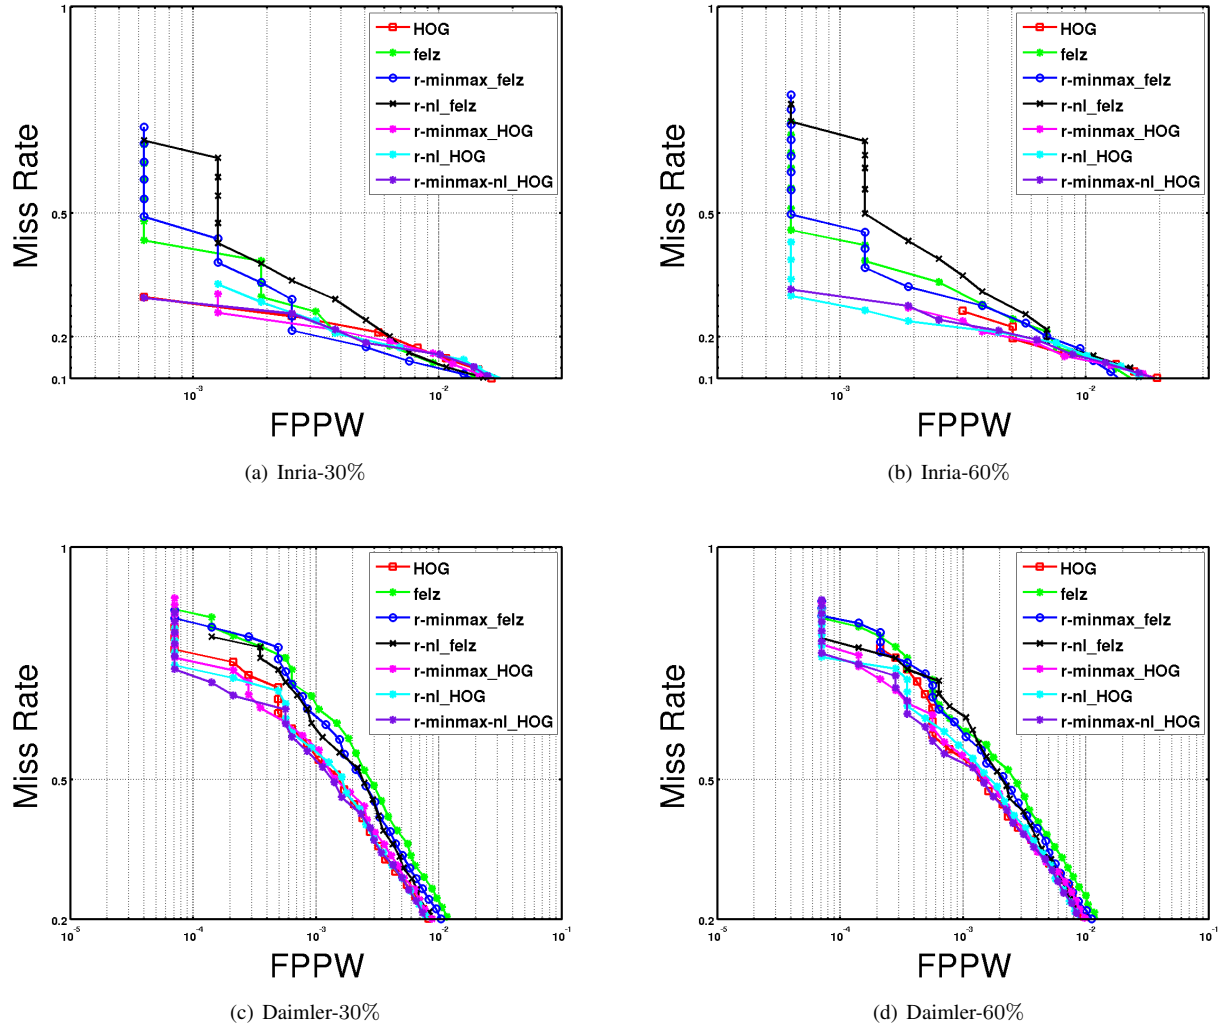 1
HOG
felz
r-minmax_felz
r-nl_felz
r-minmax_HOG
r-nl_HOG
r-minmax-nl_HOG
0.5
0.2
0.1
Miss Rate
10-3
10-2
FPPW
(a) Inria-30%
1
HOG
felz
r-minmax_felz
r-nl_felz
r-minmax_HOG
r-nl_HOG
r-minmax-nl_HOG
0.5
0.2
0.1
Miss Rate
10-3
10-2
FPPW
(b) Inria-60%
1
HOG
felz
r-minmax_felz
r-nl_felz
r-minmax_HOG
r-nl_HOG
r-minmax-nl_HOG
0.5
0.2
Miss Rate
10-5
10-4
10-3
10-2
10-1
FPPW
(c) Daimler-30%
1
HOG
felz
r-minmax_felz
r-nl_felz
r-minmax_HOG
r-nl_HOG
r-minmax-nl_HOG
0.5
0.2
Miss Rate
10-5
10-4
10-3
10-2
10-1
FPPW
(d) Daimler-60%